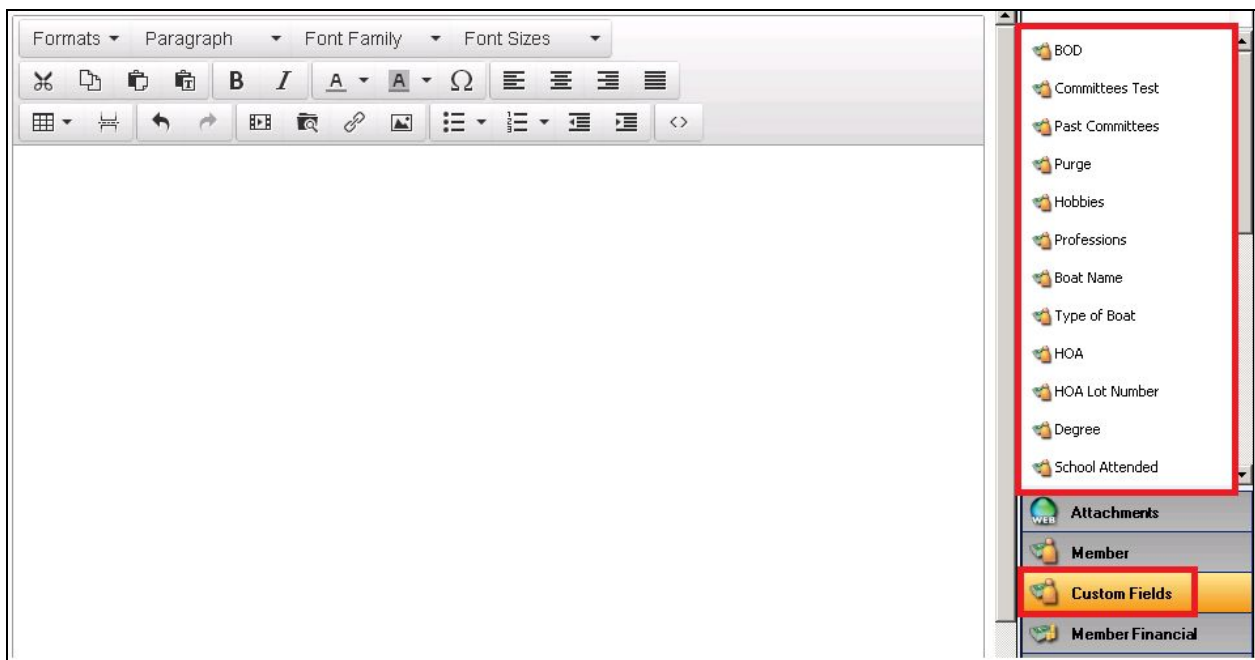 Formats Paragraph Font Family Font Sizes
B I A A Ω
BOD
Committees Test
Past Committees
Purge
Hobbies
Professions
Boat Name
Type of Boat
HOA
HOA Lot Number
Degree
School Attended
WEB Attachments
Member
Custom Fields
Member Financial